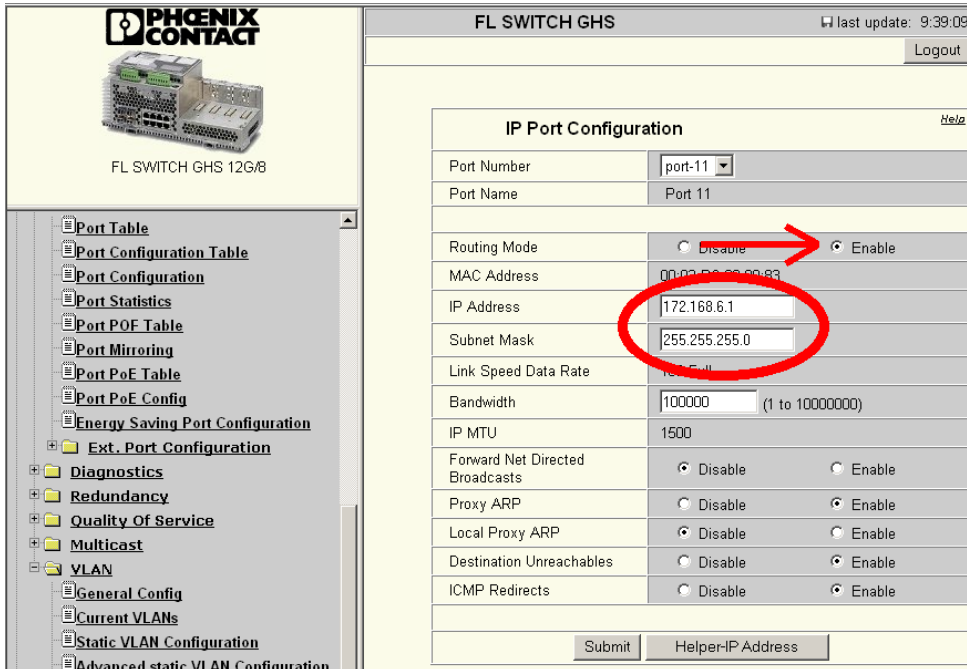 PHŒNIX
CONTACT
FL SWITCH GHS 12G/8
Port Table
Port Configuration Table
Port Configuration
Port Statistics
Port POF Table
Port Mirroring
Port PoE Table
Port PoE Config
Energy Saving Port Configuration
Ext. Port Configuration
Diagnostics
Redundancy
Quality Of Service
Multicast
VLAN
General Config
Current VLANs
Static VLAN Configuration
Advanced static VLAN Configuration
FL SWITCH GHS last update: 9:39:09
Logout
IP Port Configuration Help
Port Number port-11
Port Name Port 11
Routing Mode Disable Enable
MAC Address
IP Address 172.168.6.1
Subnet Mask 255.255.255.0
Link Speed Data Rate Full
Bandwidth 100000 (1 to 10000000)
IP MTU 1500
Forward Net Directed
Broadcasts Disable Enable
Proxy ARP Disable Enable
Local Proxy ARP Disable Enable
Destination Unreachables Disable Enable
ICMP Redirects Disable Enable
Submit Helper-IP Address